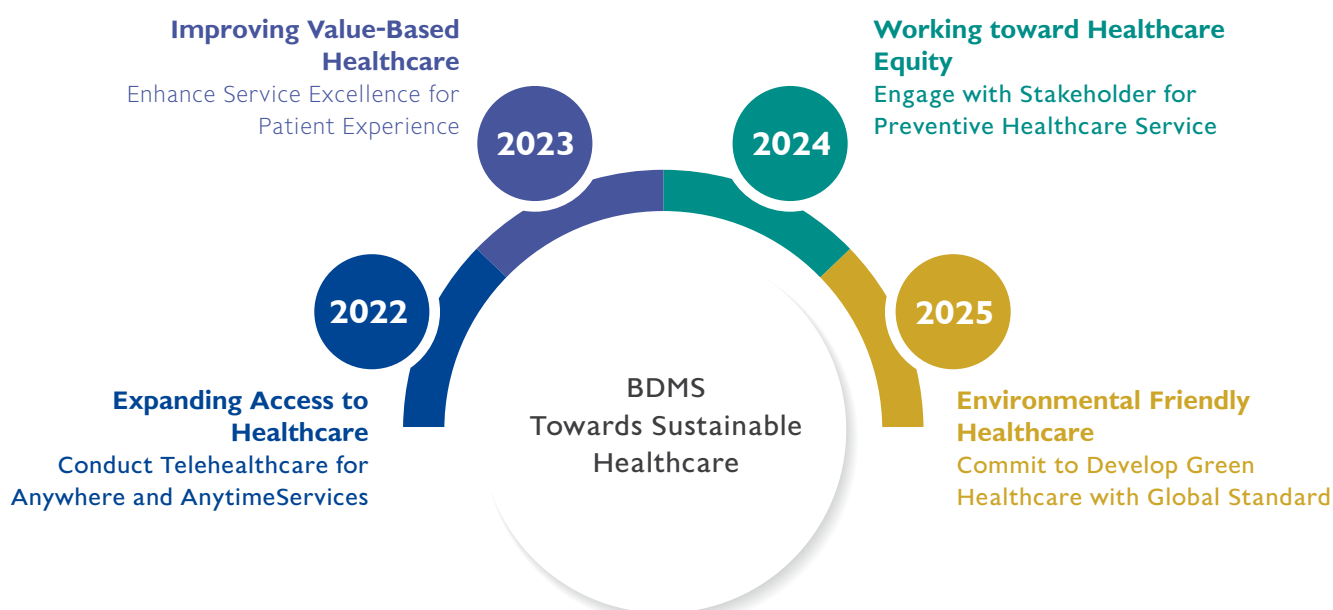 Improving Value-Based
Healthcare
Enhance Service Excellence for
Patient Experience
2023
Working toward Healthcare
Equity
Engage with Stakeholder for
Preventive Healthcare Service
2024
2022
Expanding Access to
Healthcare
Conduct Telehealthcare for
Anywhere and AnytimeServices
BDMS
Towards Sustainable
Healthcare
2025
Environmental Friendly
Healthcare
Commit to Develop Green
Healthcare with Global Standard